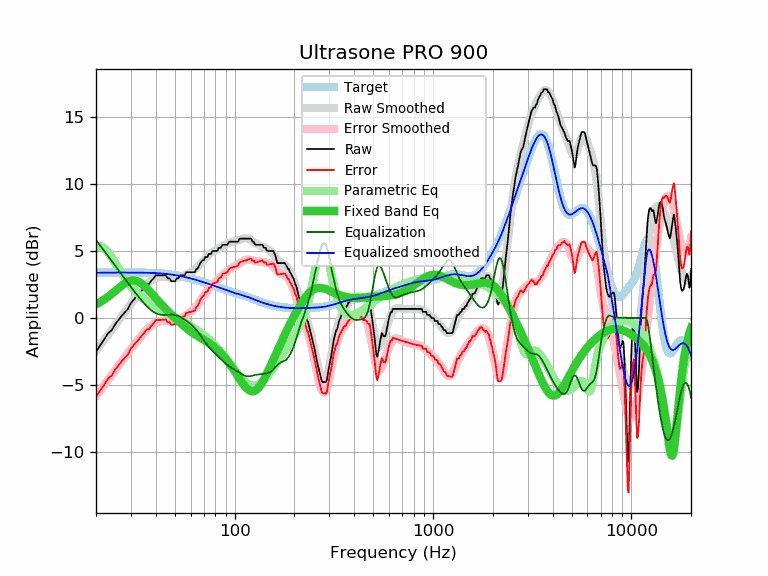 Ultrasone PRO 900
Amplitude (dBr)
15
10
5
0
−5
−10
Target
Raw Smoothed
Error Smoothed
Raw
Error
Parametric Eq
Fixed Band Eq
Equalization
Equalized smoothed
100
1000
10000
Frequency (Hz)